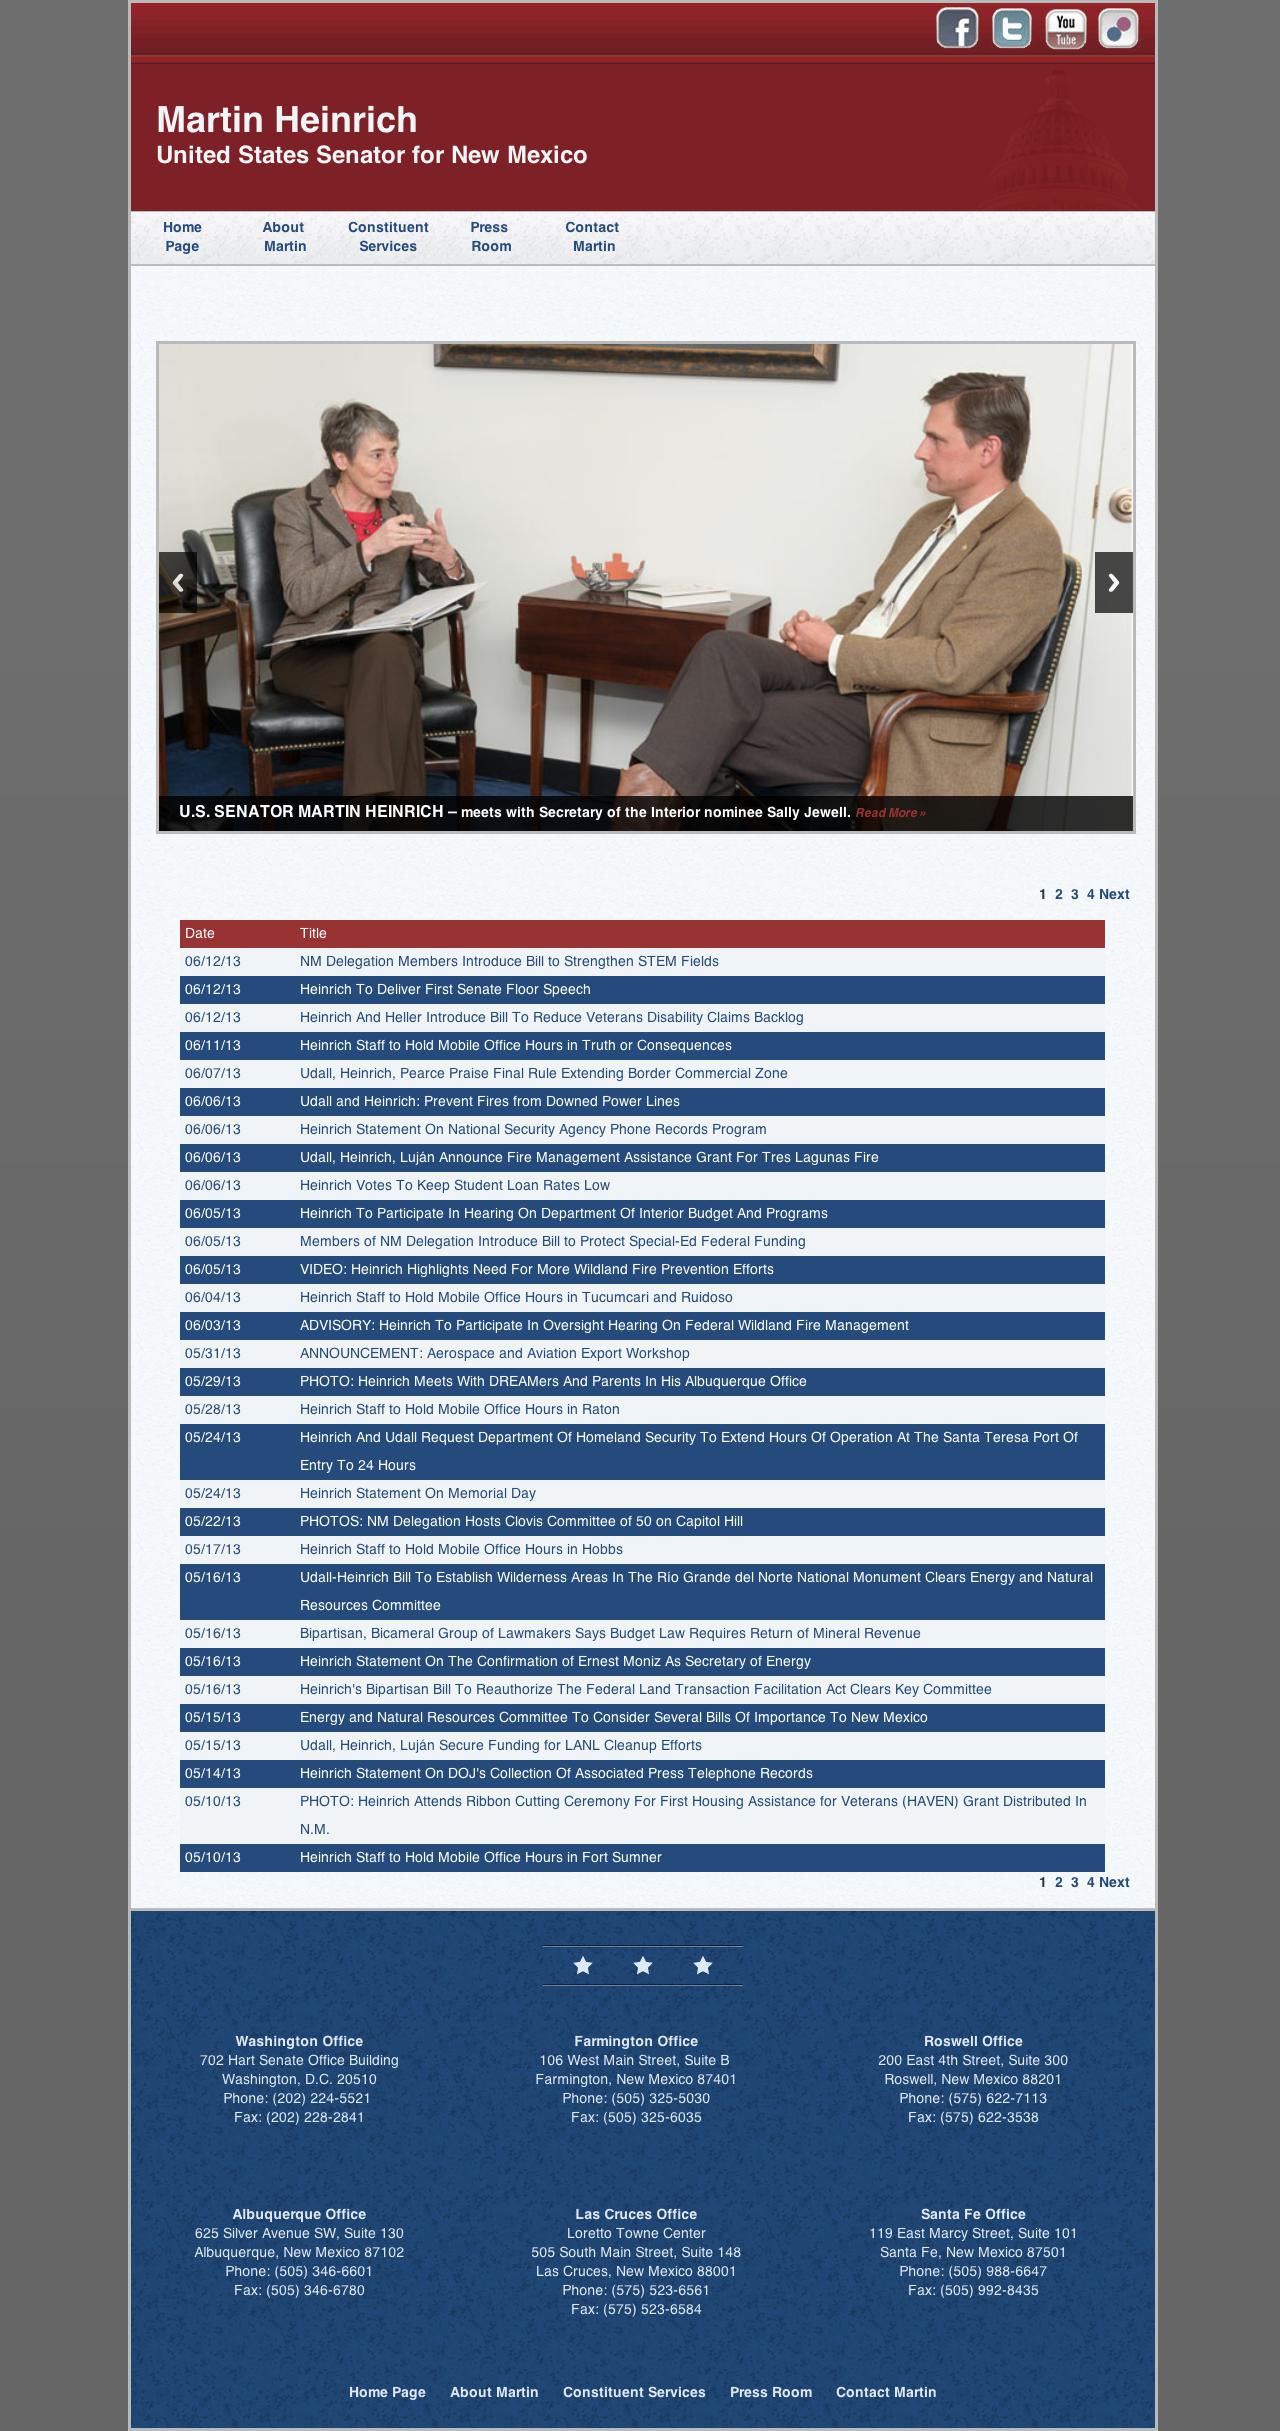 You
Tube
Martin Heinrich
United States Senator for New Mexico
Home Page
About Martin
Constituent Services
Press Room
Contact Martin
U.S. SENATOR MARTIN HEINRICH – meets with Secretary of the Interior nominee Sally Jewell. Read More »
1 2 3 4 Next
Date Title
06/12/13 NM Delegation Members Introduce Bill to Strengthen STEM Fields
06/12/13 Heinrich To Deliver First Senate Floor Speech
06/12/13 Heinrich And Heller Introduce Bill To Reduce Veterans Disability Claims Backlog
06/11/13 Heinrich Staff to Hold Mobile Office Hours in Truth or Consequences
06/07/13 Udall, Heinrich, Pearce Praise Final Rule Extending Border Commercial Zone
06/06/13 Udall and Heinrich: Prevent Fires from Downed Power Lines
06/06/13 Heinrich Statement On National Security Agency Phone Records Program
06/06/13 Udall, Heinrich, Luján Announce Fire Management Assistance Grant For Tres Lagunas Fire
06/06/13 Heinrich Votes To Keep Student Loan Rates Low
06/05/13 Heinrich To Participate In Hearing On Department Of Interior Budget And Programs
06/05/13 Members of NM Delegation Introduce Bill to Protect Special-Ed Federal Funding
06/05/13 VIDEO: Heinrich Highlights Need For More Wildland Fire Prevention Efforts
06/04/13 Heinrich Staff to Hold Mobile Office Hours in Tucumcari and Ruidoso
06/03/13 ADVISORY: Heinrich To Participate In Oversight Hearing On Federal Wildland Fire Management
05/31/13 ANNOUNCEMENT: Aerospace and Aviation Export Workshop
05/29/13 PHOTO: Heinrich Meets With DREAMers And Parents In His Albuquerque Office
05/28/13 Heinrich Staff to Hold Mobile Office Hours in Raton
05/24/13 Heinrich And Udall Request Department Of Homeland Security To Extend Hours Of Operation At The Santa Teresa Port Of
Entry To 24 Hours
05/24/13 Heinrich Statement On Memorial Day
05/22/13 PHOTOS: NM Delegation Hosts Clovis Committee of 50 on Capitol Hill
05/17/13 Heinrich Staff to Hold Mobile Office Hours in Hobbs
05/16/13 Udall-Heinrich Bill To Establish Wilderness Areas In The Río Grande del Norte National Monument Clears Energy and Natural
Resources Committee
05/16/13 Bipartisan, Bicameral Group of Lawmakers Says Budget Law Requires Return of Mineral Revenue
05/16/13 Heinrich Statement On The Confirmation of Ernest Moniz As Secretary of Energy
05/16/13 Heinrich's Bipartisan Bill To Reauthorize The Federal Land Transaction Facilitation Act Clears Key Committee
05/15/13 Energy and Natural Resources Committee To Consider Several Bills Of Importance To New Mexico
05/15/13 Udall, Heinrich, Luján Secure Funding for LANL Cleanup Efforts
05/14/13 Heinrich Statement On DOJ's Collection Of Associated Press Telephone Records
05/10/13 PHOTO: Heinrich Attends Ribbon Cutting Ceremony For First Housing Assistance for Veterans (HAVEN) Grant Distributed In
N.M.
05/10/13 Heinrich Staff to Hold Mobile Office Hours in Fort Sumner
1 2 3 4 Next
Washington Office
702 Hart Senate Office Building
Washington, D.C. 20510
Phone: (202) 224-5521
Fax: (202) 228-2841
Farmington Office
106 West Main Street, Suite B
Farmington, New Mexico 87401
Phone: (505) 325-5030
Fax: (505) 325-6035
Roswell Office
200 East 4th Street, Suite 300
Roswell, New Mexico 88201
Phone: (575) 622-7113
Fax: (575) 622-3538
Albuquerque Office
625 Silver Avenue SW, Suite 130
Albuquerque, New Mexico 87102
Phone: (505) 346-6601
Fax: (505) 346-6780
Las Cruces Office
Loretto Towne Center
505 South Main Street, Suite 148
Las Cruces, New Mexico 88001
Phone: (575) 523-6561
Fax: (575) 523-6584
Santa Fe Office
119 East Marcy Street, Suite 101
Santa Fe, New Mexico 87501
Phone: (505) 988-6647
Fax: (505) 992-8435
Home Page About Martin Constituent Services Press Room Contact Martin